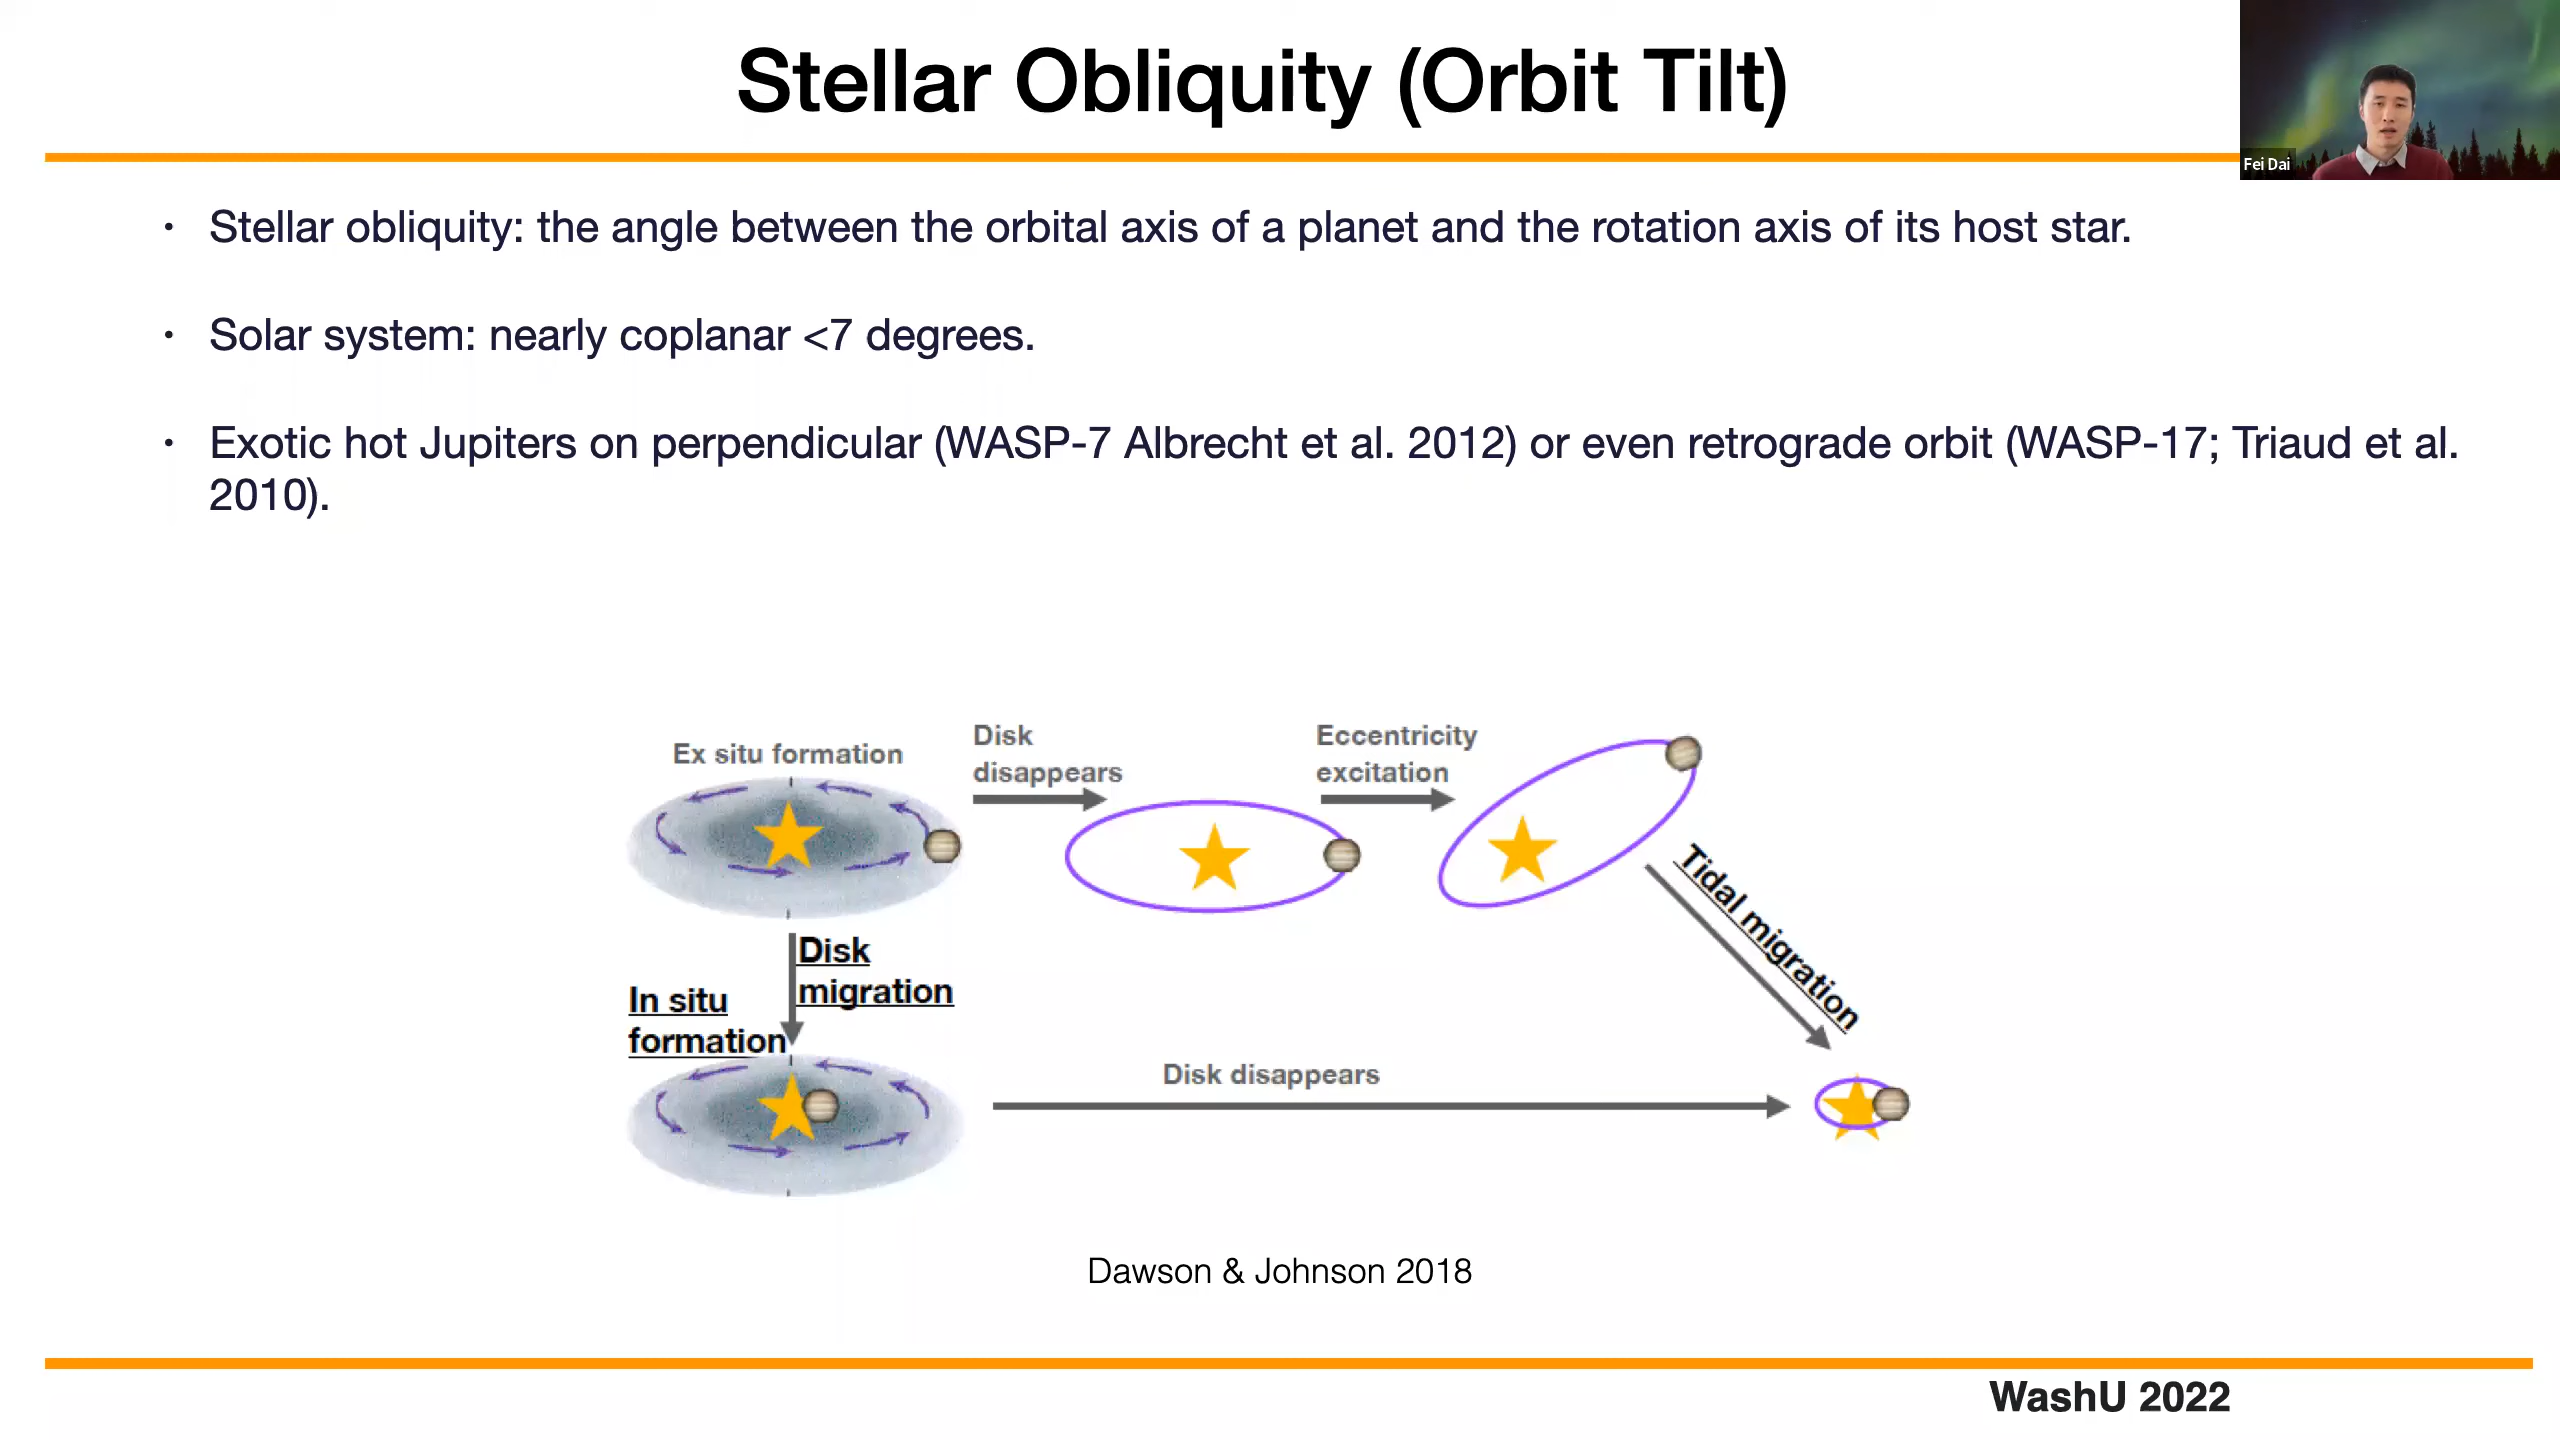 Stellar Obliquity (Orbit Tilt)
Fei Dai
• Stellar obliquity: the angle between the orbital axis of a planet and the rotation axis of its host star.
• Solar system: nearly coplanar <7 degrees.
• Exotic hot Jupiters on perpendicular (WASP-7 Albrecht et al. 2012) or even retrograde orbit (WASP-17; Triaud et al.
2010).
Ex situ formation
Disk
disappears
Eccentricity
excitation
Tidal migration
Disk
migration
In situ
formation
Disk disappears
Dawson & Johnson 2018
WashU 2022